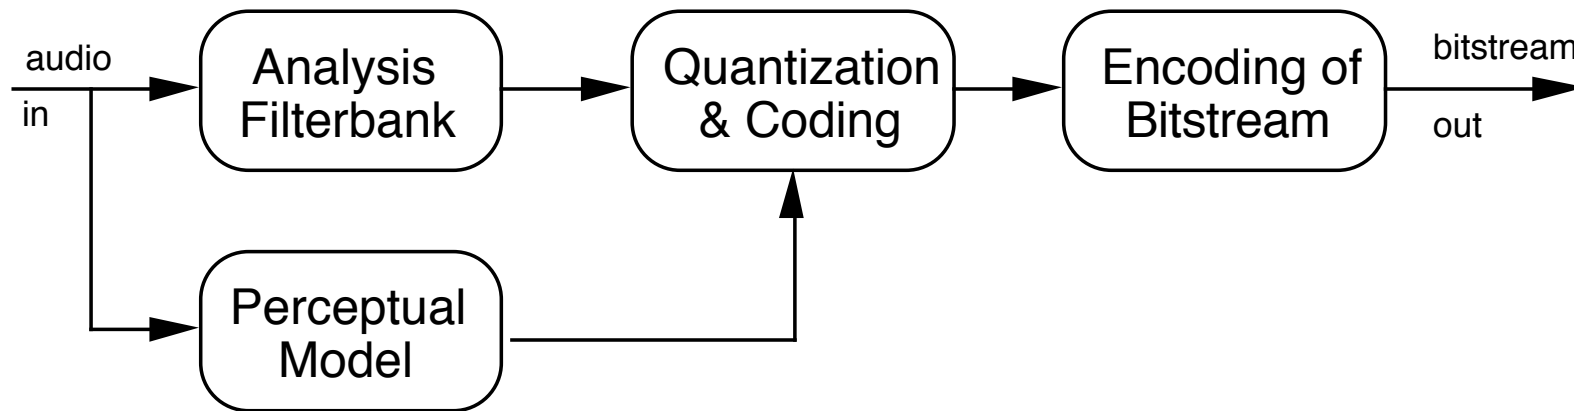 audio
in
Analysis
Filterbank
Quantization
& Coding
Encoding of
Bitstream
bitstream
out
Perceptual
Model